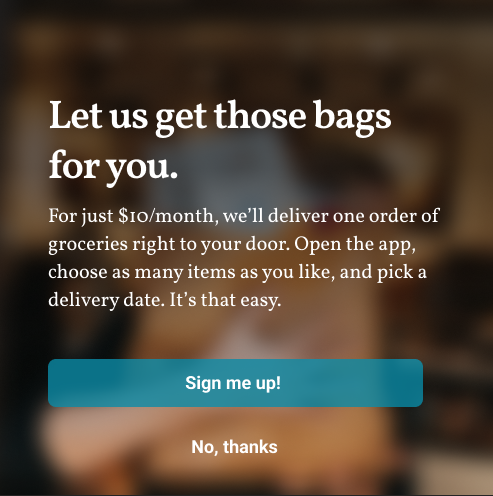 Let us get those bags
for you.
For just $10/month, we’ll deliver one order of
groceries right to your door. Open the app,
choose as many items as you like, and pick a
delivery date. It’s that easy.
Sign me up!
No, thanks